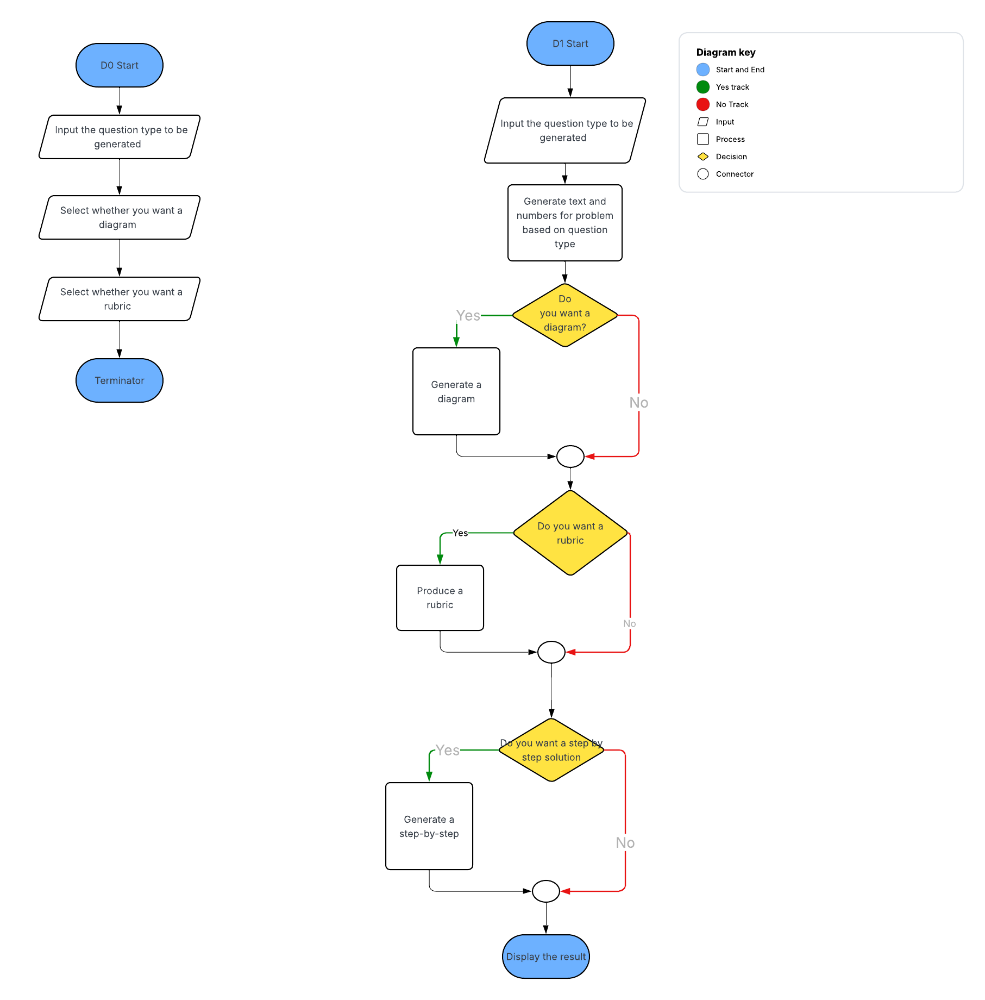 D0 Start
Input the question type to be
generated
Select whether you want a
diagram
Select whether you want a
rubric
Terminator
D1 Start
Input the question type to be
generated
Generate text and
numbers for problem
based on question
type
Do
you want a
diagram?
Yes
No
Generate a
diagram
Do you want a
rubric
Yes
No
Produce a
rubric
Do you want a step by
step solution
Yes
No
Generate a
step-by-step
Display the result
Diagram key
Start and End
Yes track
No Track
Input
Process
Decision
Connector